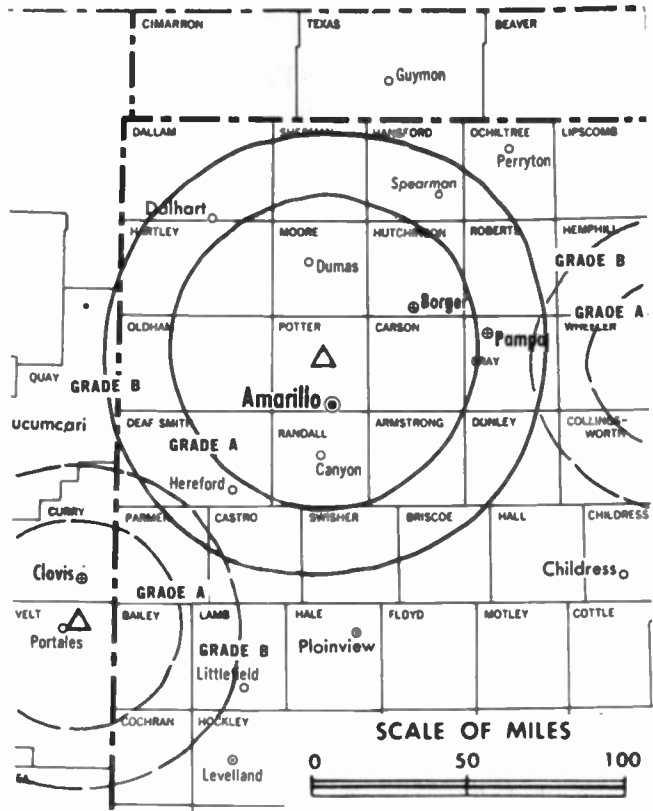 CIMARRON TEXAS BEAVER
Guymon
DALLAM SHERMAN HANSFORD OCHILTREE LIPSCOMB
Perryton
Spearman
Dalhart
HARTLEY MOORE HUTCHINSON ROBERTS HEMPHILL
GRADE B
Dumas
Borger
GRADE A
OLDHAM POTTER CARSON Pampa WHEELER
GRAY
QUAY
GRADE B
Amarillo
ucumcari DEAF SMITH ARMSTRONG DONLEY COLLINGS-
WORTH
GRADE A RANDALL
Canyon
Hereford
CURRY PARMER CASTRO SWISHER BRISCOE HALL CHILDRESS
Clovis
Childress
GRADE A
VELT BAILEY LAMB HALE FLOYD MOTLEY COTTLE
Portales
Ploinview
GRADE B
Littlefield
COCHRAN HOCKLEY
SCALE OF MILES
Levelland
0 50 100